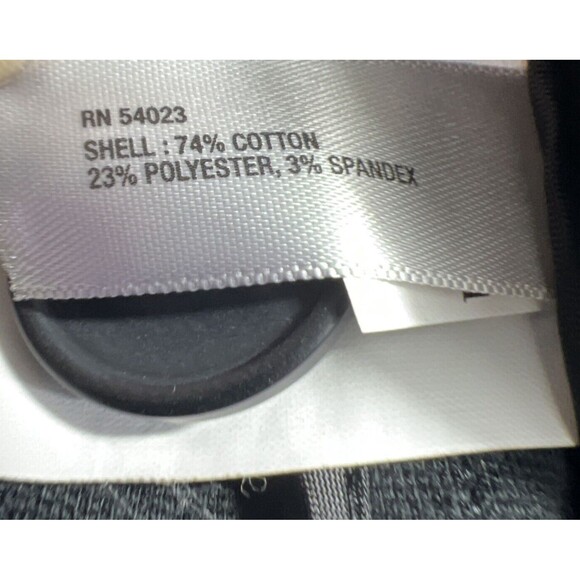 RN 54023
SHELL : 74% COTTON
23% POLYESTER, 3% SPANDEX